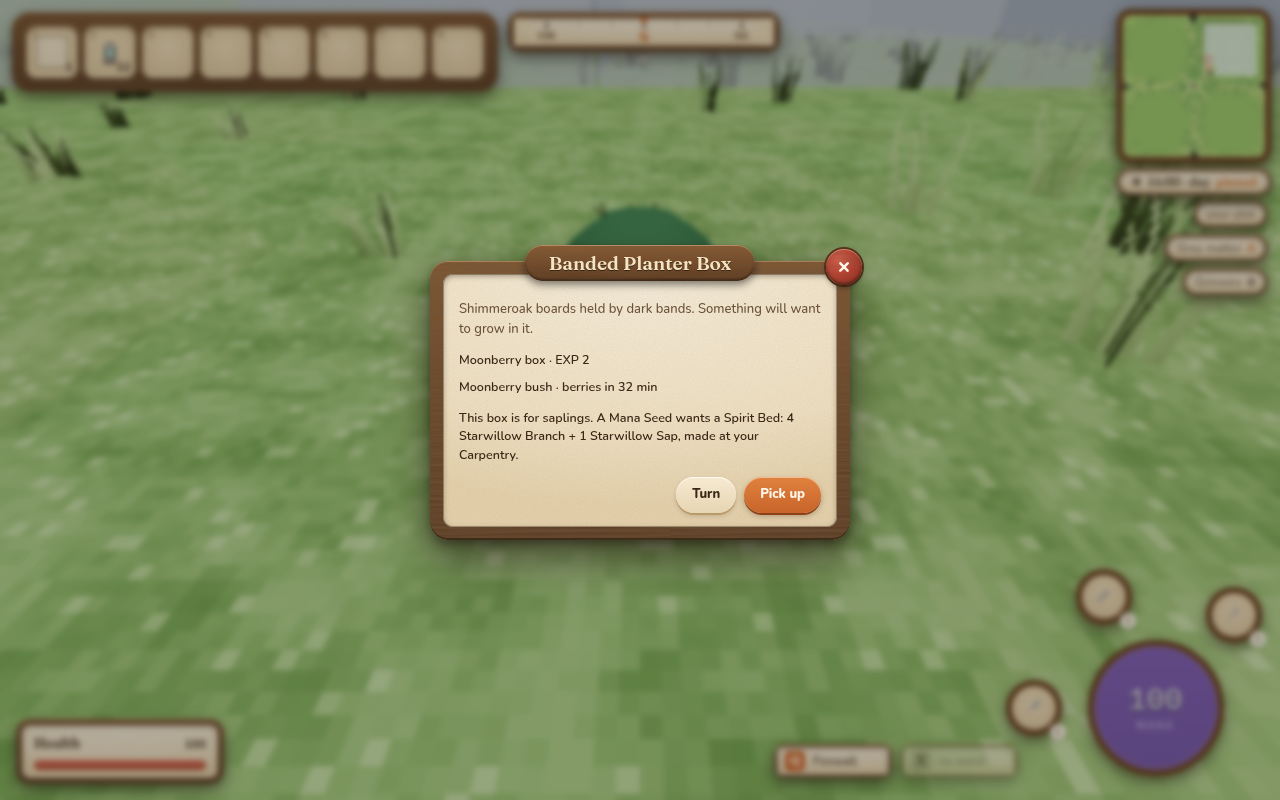 Banded Planter Box
×
Shimmeroak boards held by dark bands. Something will want
to grow in it.
Moonberry box · EXP 2
Moonberry bush · berries in 32 min
This box is for saplings. A Mana Seed wants a Spirit Bed: 4
Starwillow Branch + 1 Starwillow Sap, made at your
Carpentry.
Turn
Pick up
100
Health
100